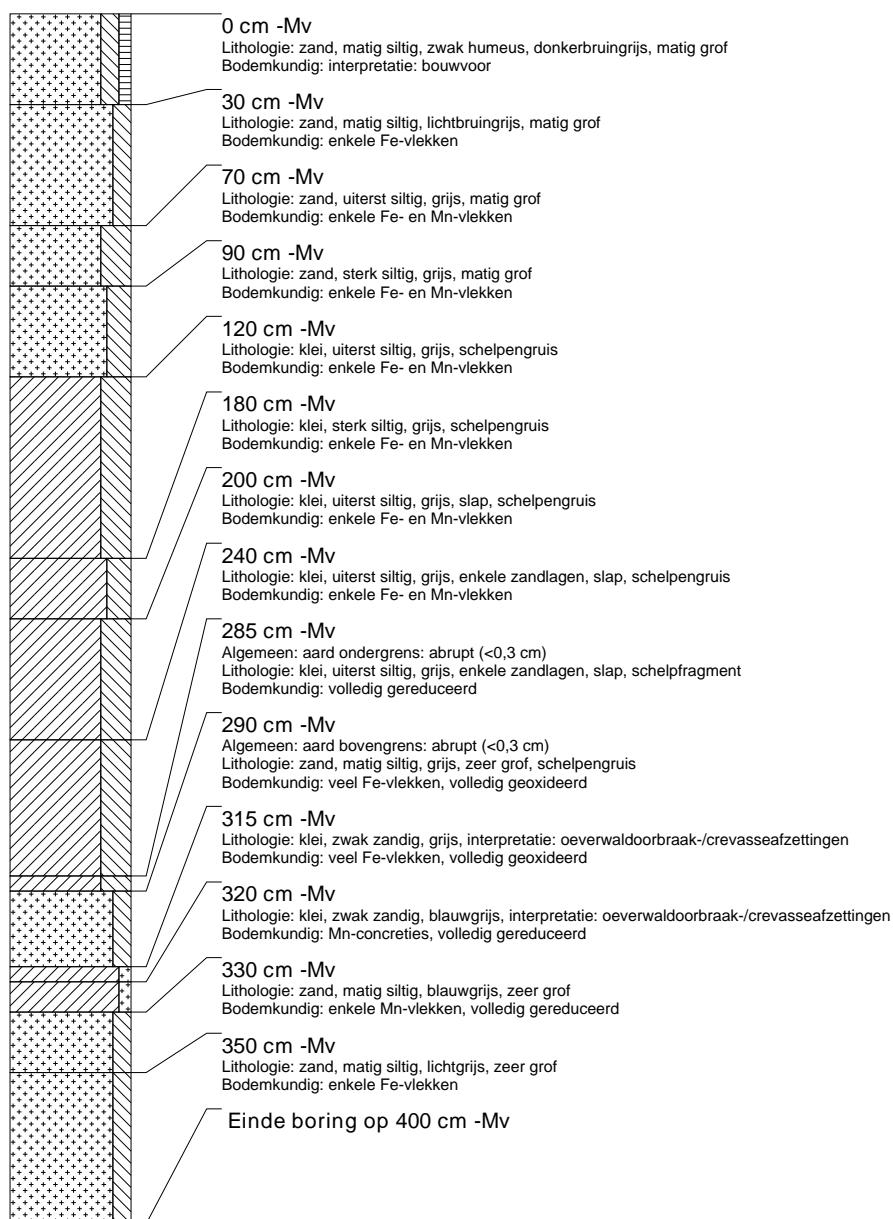 0 cm -Mv
Lithologie: zand, matig siltig, zwak humeus, donkerbruingrijs, matig grof
Bodemkundig: interpretatie: bouwvoor
30 cm -Mv
Lithologie: zand, matig siltig, lichtbruingrijs, matig grof
Bodemkundig: enkele Fe-vlekken
70 cm -Mv
Lithologie: zand, uiterst siltig, grijs, matig grof
Bodemkundig: enkele Fe- en Mn-vlekken
90 cm -Mv
Lithologie: zand, sterk siltig, grijs, matig grof
Bodemkundig: enkele Fe- en Mn-vlekken
120 cm -Mv
Lithologie: klei, uiterst siltig, grijs, schelpengruis
Bodemkundig: enkele Fe- en Mn-vlekken
180 cm -Mv
Lithologie: klei, sterk siltig, grijs, schelpengruis
Bodemkundig: enkele Fe- en Mn-vlekken
200 cm -Mv
Lithologie: klei, uiterst siltig, grijs, slap, schelpengruis
Bodemkundig: enkele Fe- en Mn-vlekken
240 cm -Mv
Lithologie: klei, uiterst siltig, grijs, enkele zandlagen, slap, schelpengruis
Bodemkundig: enkele Fe- en Mn-vlekken
285 cm -Mv
Algemeen: aard ondergrens: abrupt (<0,3 cm)
Lithologie: klei, uiterst siltig, grijs, enkele zandlagen, slap, schelpfragment
Bodemkundig: volledig gereduceerd
290 cm -Mv
Algemeen: aard bovengrens: abrupt (<0,3 cm)
Lithologie: zand, matig siltig, grijs, zeer grof, schelpengruis
Bodemkundig: veel Fe-vlekken, volledig geoxideerd
315 cm -Mv
Lithologie: klei, zwak zandig, grijs, interpretatie: oeverwaldoorbraak-/crevasseafzettingen
Bodemkundig: veel Fe-vlekken, volledig geoxideerd
320 cm -Mv
Lithologie: klei, zwak zandig, blauwgrijs, interpretatie: oeverwaldoorbraak-/crevasseafzettingen
Bodemkundig: Mn-concreties, volledig gereduceerd
330 cm -Mv
Lithologie: zand, matig siltig, blauwgrijs, zeer grof
Bodemkundig: enkele Mn-vlekken, volledig gereduceerd
350 cm -Mv
Lithologie: zand, matig siltig, lichtgrijs, zeer grof
Bodemkundig: enkele Fe-vlekken
Einde boring op 400 cm -Mv